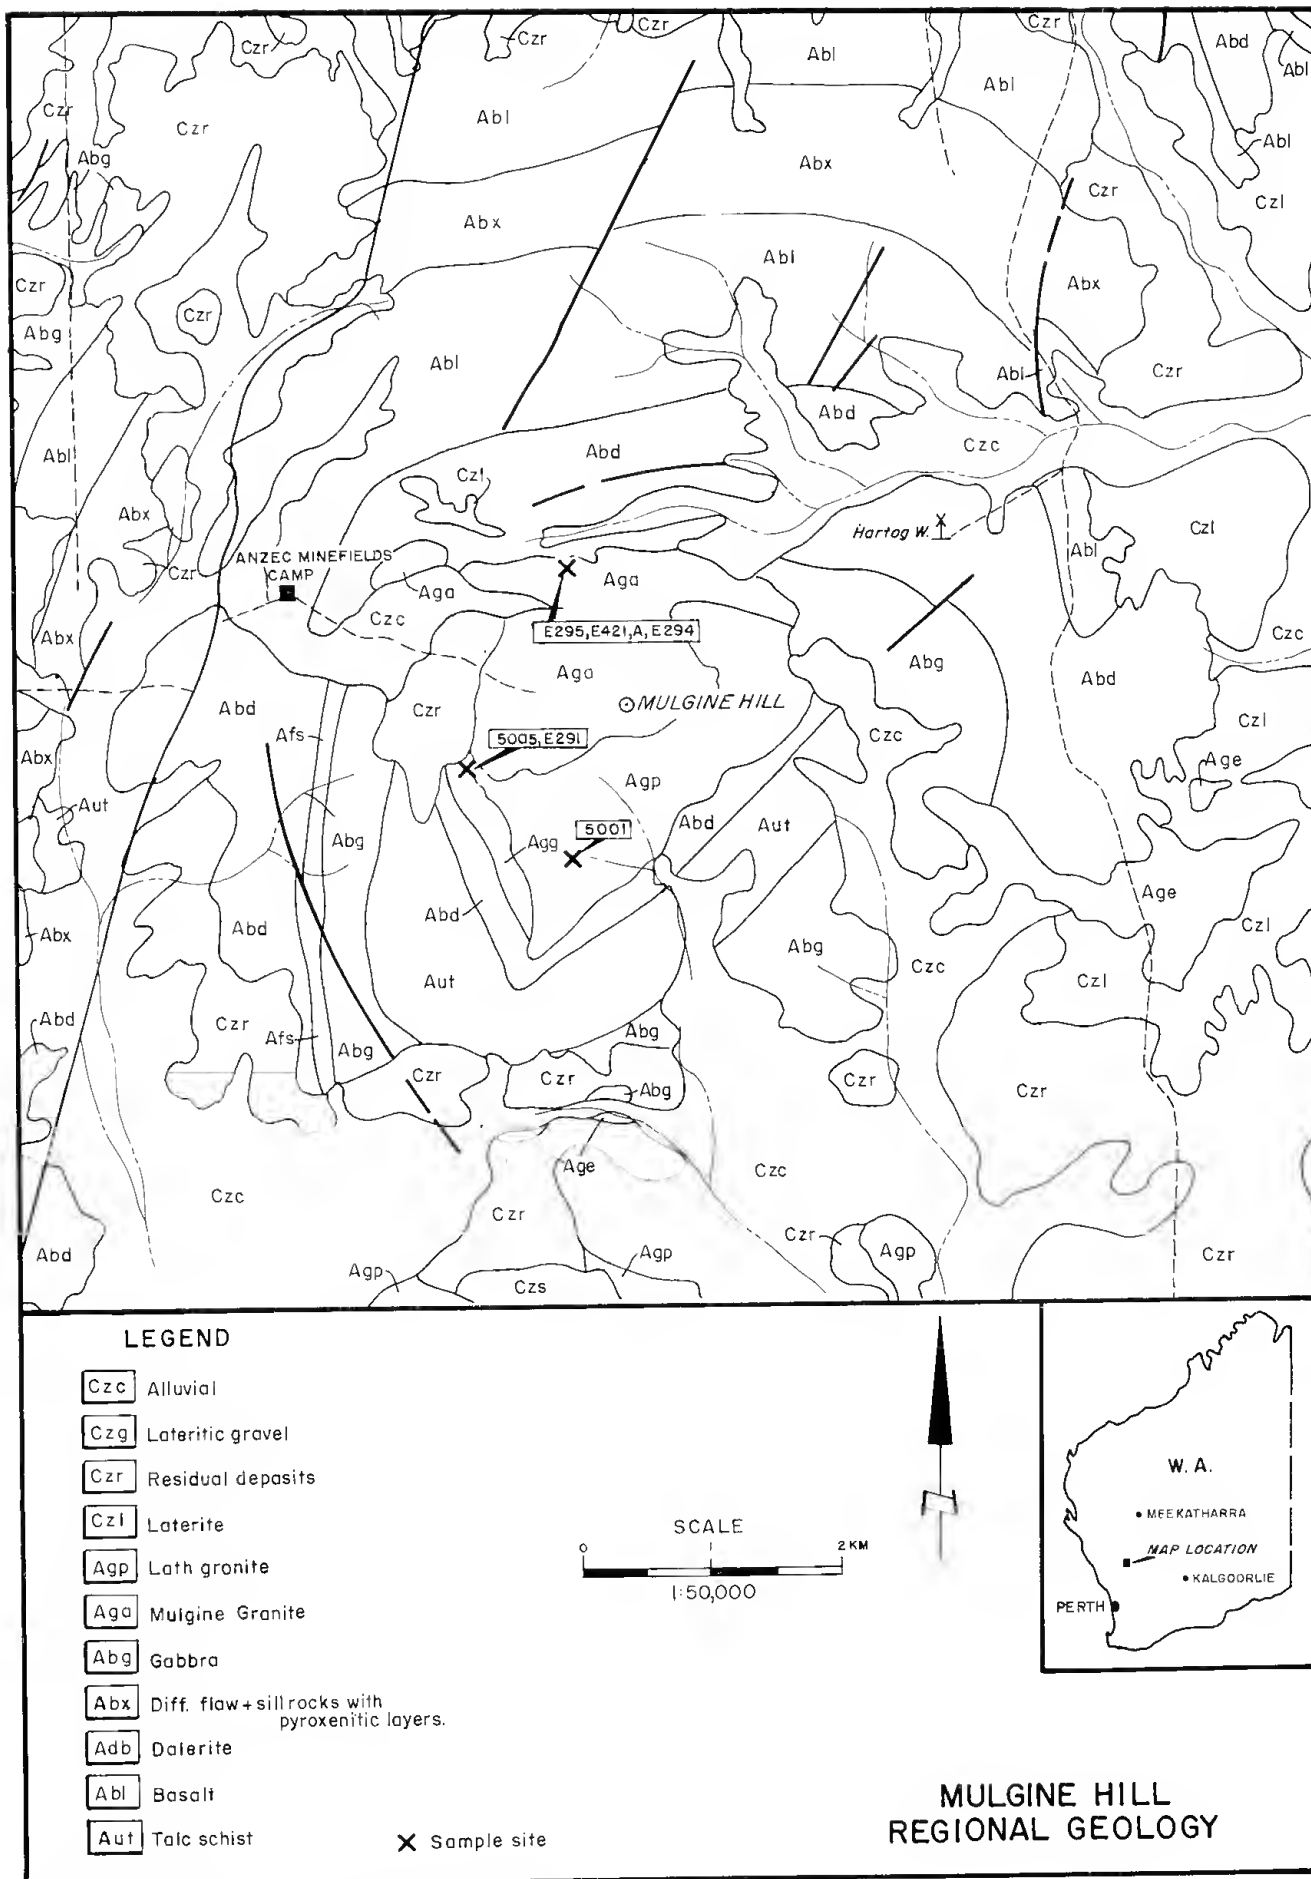 Czr
Czr
Czr
Czr
Abd
Abl
Abl
Abl
Czr
Czr
Abl
Abl
Abg
Abx
Czr
Czl
Abx
Abl
Czr
Abx
Czr
Abg
Abl
Abl
Czr
Abd
Czc
Abl
Abd
Czl
Abx
Hartog W.
Czl
ANZEC MINEFIELDS
CAMP
Czr
Abl
Aga
Aga
Czc
E295,E421,A,E294
Abx
Czc
Abg
Aga
Abd
MULGINE HILL
Czr
Abd
Afs
5005,E291
Czc
Czl
Abx
Age
Agp
Aut
Abd
Aut
5001
Abg
Agg
Age
Abd
Abd
Czl
Abx
Abg
Czc
Aut
Czl
Abd
Czr
Afs
Abg
Abg
Czr
Czr
Abg
Czr
Czr
Age
Czc
Czc
Czr
Czr
Agp
Abd
Agp
Agp
Czs
Czr
LEGEND
Czc Alluvial
Czg Lateritic gravel
Czr Residual deposits
Czl Laterite
Agp Lath gronite
Aga Mulgine Granite
Abg Gabbra
Abx Diff. flaw + sill rocks with
pyroxenitic layers.
Adb Dalerite
Abl Basalt
Aut Talc schist
Sample site
SCALE
0 2 KM
1:50,000
W. A.
MEEKATHARRA
MAP LOCATION
KALGOORLIE
PERTH
MULGINE HILL
REGIONAL GEOLOGY